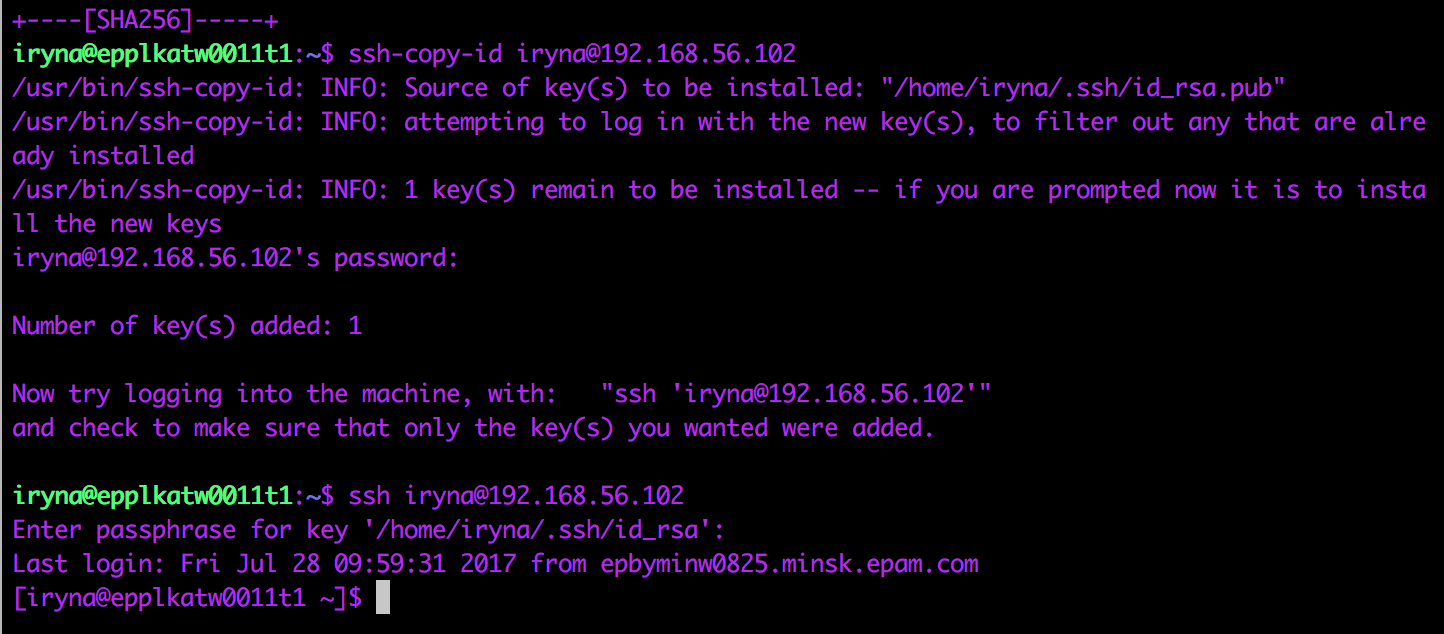 +----[SHA256]-----+
iryna@epplkatw0011t1:~$ ssh-copy-id iryna@192.168.56.102
/usr/bin/ssh-copy-id: INFO: Source of key(s) to be installed: "/home/iryna/.ssh/id_rsa.pub"
/usr/bin/ssh-copy-id: INFO: attempting to log in with the new key(s), to filter out any that are alre
ady installed
/usr/bin/ssh-copy-id: INFO: 1 key(s) remain to be installed -- if you are prompted now it is to insta
ll the new keys
iryna@192.168.56.102's password:
Number of key(s) added: 1
Now try logging into the machine, with:   "ssh 'iryna@192.168.56.102'"
and check to make sure that only the key(s) you wanted were added.
iryna@epplkatw0011t1:~$ ssh iryna@192.168.56.102
Enter passphrase for key '/home/iryna/.ssh/id_rsa':
Last login: Fri Jul 28 09:59:31 2017 from epbyminw0825.minsk.epam.com
[iryna@epplkatw0011t1 ~]$